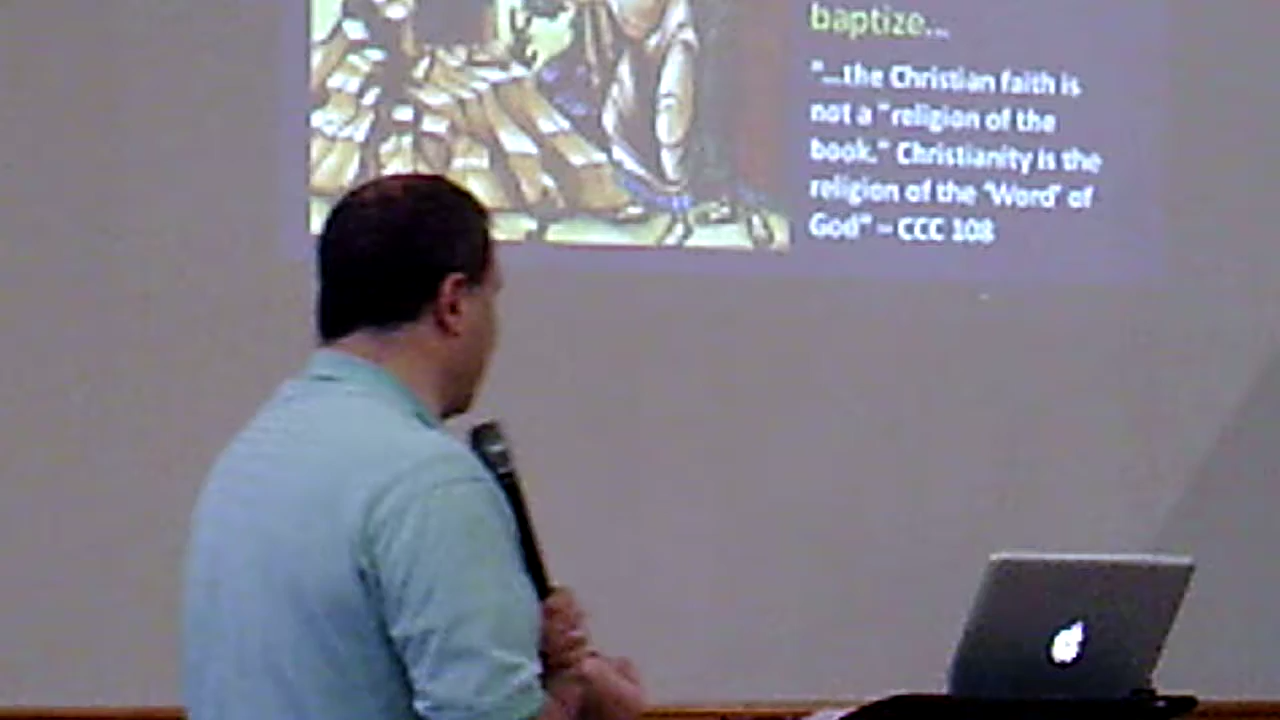 baptize...
"...the Christian faith is
not a "religion of the
book." Christianity is the
religion of the 'Word' of
God" – CCC 108